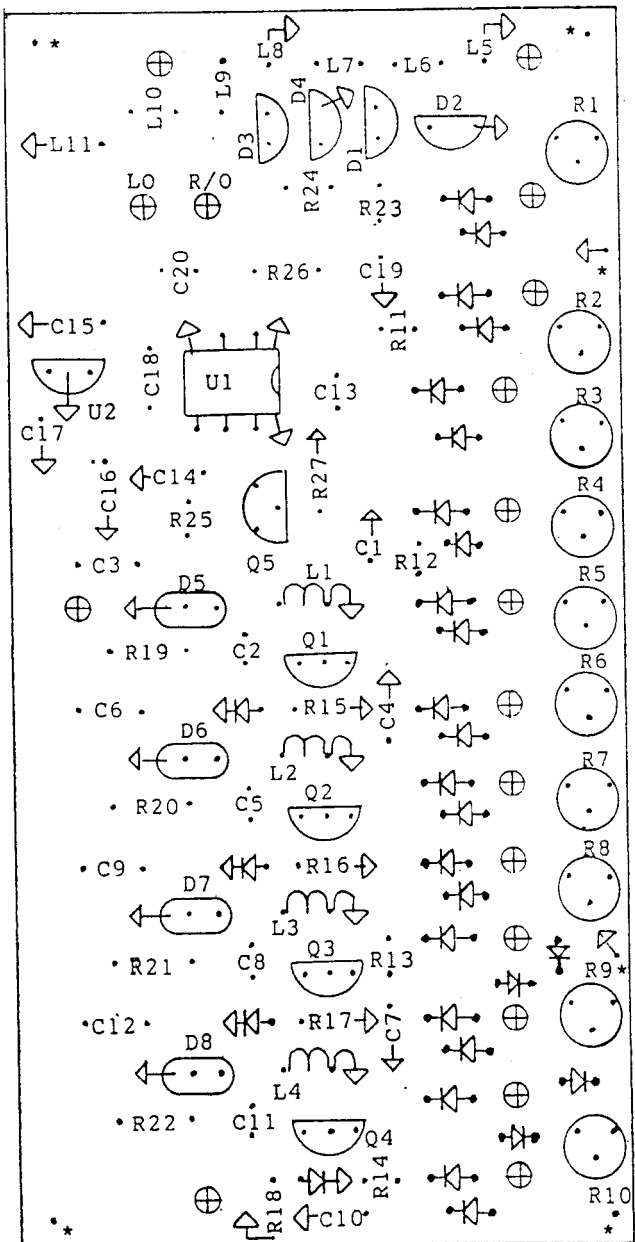 *
*
L8
L5
L9
L7
L6
L10
D4
D3
D1
D2
R1
L11
LO
R/O
R24
R23
C20
R26
C19
*
C15
C18
U1
R11
R2
C13
R3
U2
C17
C16
C14
R27
R4
R25
Q5
C1
R12
C3
L1
R5
D5
R19
C2
Q1
R6
C6
R15
C4
D6
L2
R7
R20
C5
Q2
R8
C9
R16
D7
L3
R21
C8
Q3
R13
R9*
C12
R17
C7
D8
L4
R22
C11
Q4
R14
R10
R18
C10
*
*